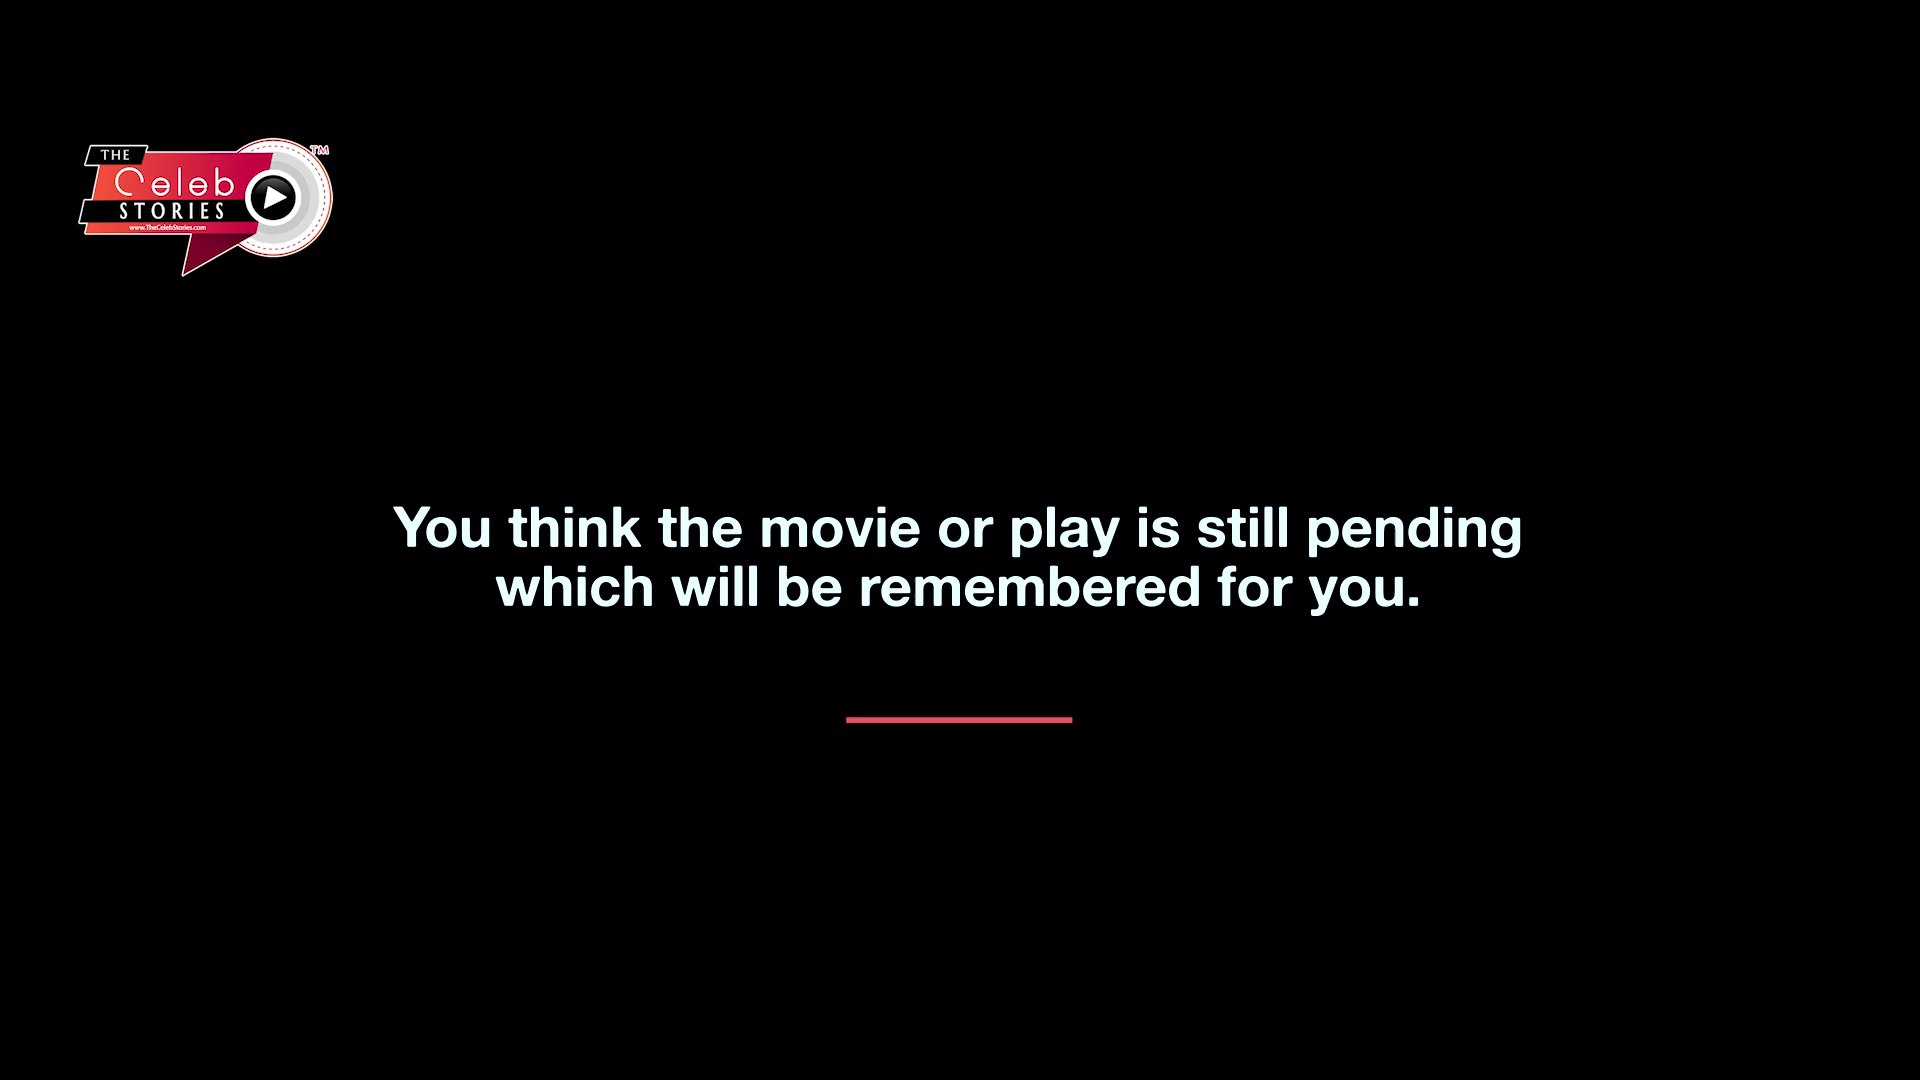 THE
Celeb
STORIES
www.TheCelebStories.com
TM
You think the movie or play is still pending
which will be remembered for you.